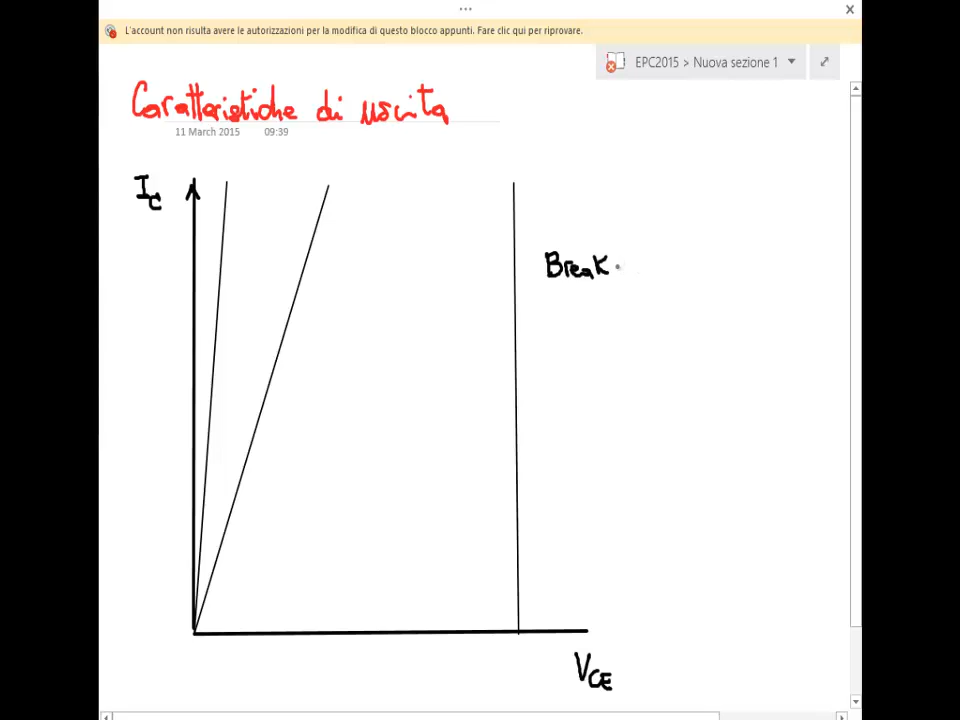 L'account non risulta avere le autorizzazioni per la modifica di questo blocco appunti. Fare clic qui per riprovare.
EPC2015 > Nuova sezione 1
Caratteristiche di uscita
11 March 2015 09:39
IC
Break
VCE